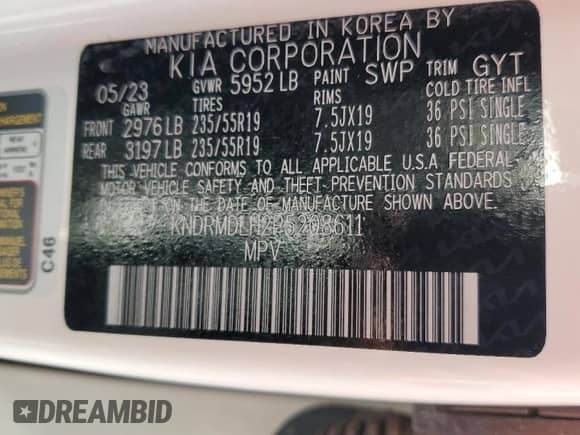 MANUFACTURED IN KOREA BY
KIA CORPORATION
05/23 GVWR 5952 LB PAINT SWP TRIM GYT
GAWR TIRES RIMS COLD TIRE INFL
FRONT 2976 LB 235/55R19 7.5JX19 36 PSI SINGLE
REAR 3197 LB 235/55R19 7.5JX19 36 PSI SINGLE
THIS VEHICLE CONFORMS TO ALL APPLICABLE U.S.A FEDERAL
MOTOR VEHICLE SAFETY AND THEFT PREVENTION STANDARDS
IN EFFECT ON THE DATE OF MANUFACTURE SHOWN ABOVE.
KNDRMDLH2P5208611
MPV
C46
DREAMBID